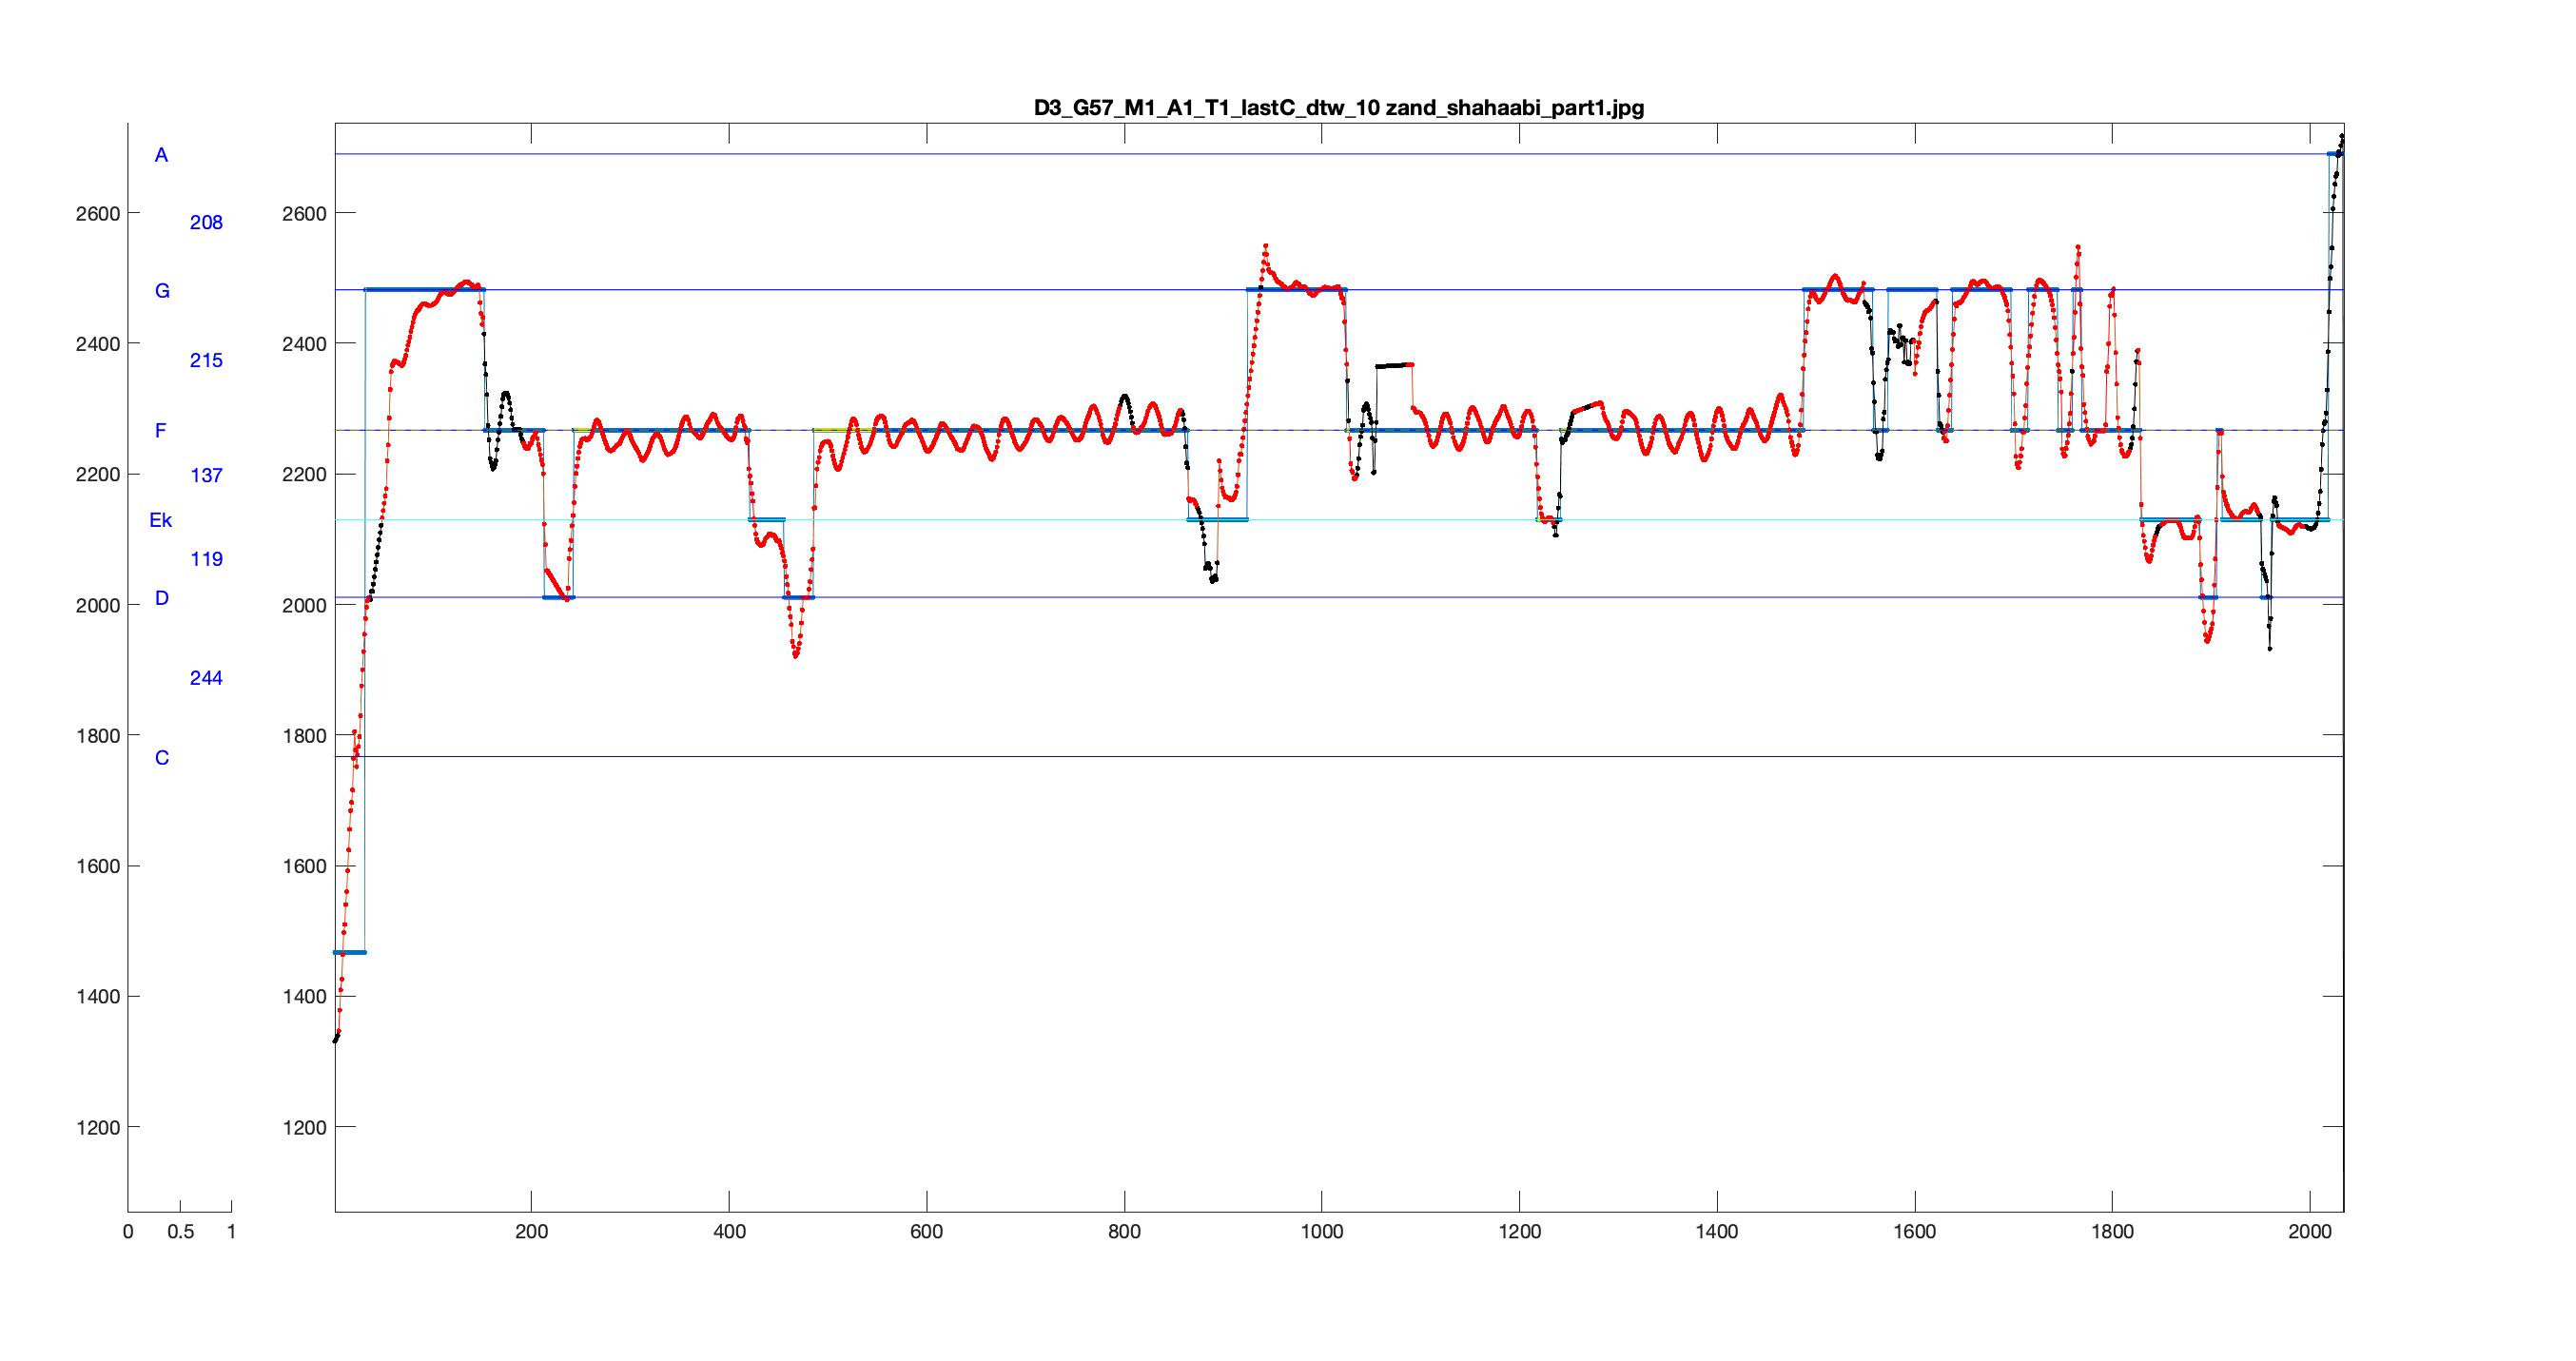 D3_G57_M1_A1_T1_lastC_dtw_10 zand_shahaabi_part1.jpg
A
2600 208 2600
G
2400 215 2400
F
2200 137 2200
Ek
119
2000 D 2000
244
1800 1800
C
1600 1600
1400 1400
1200 1200
0 0.5 1 200 400 600 800 1000 1200 1400 1600 1800 2000